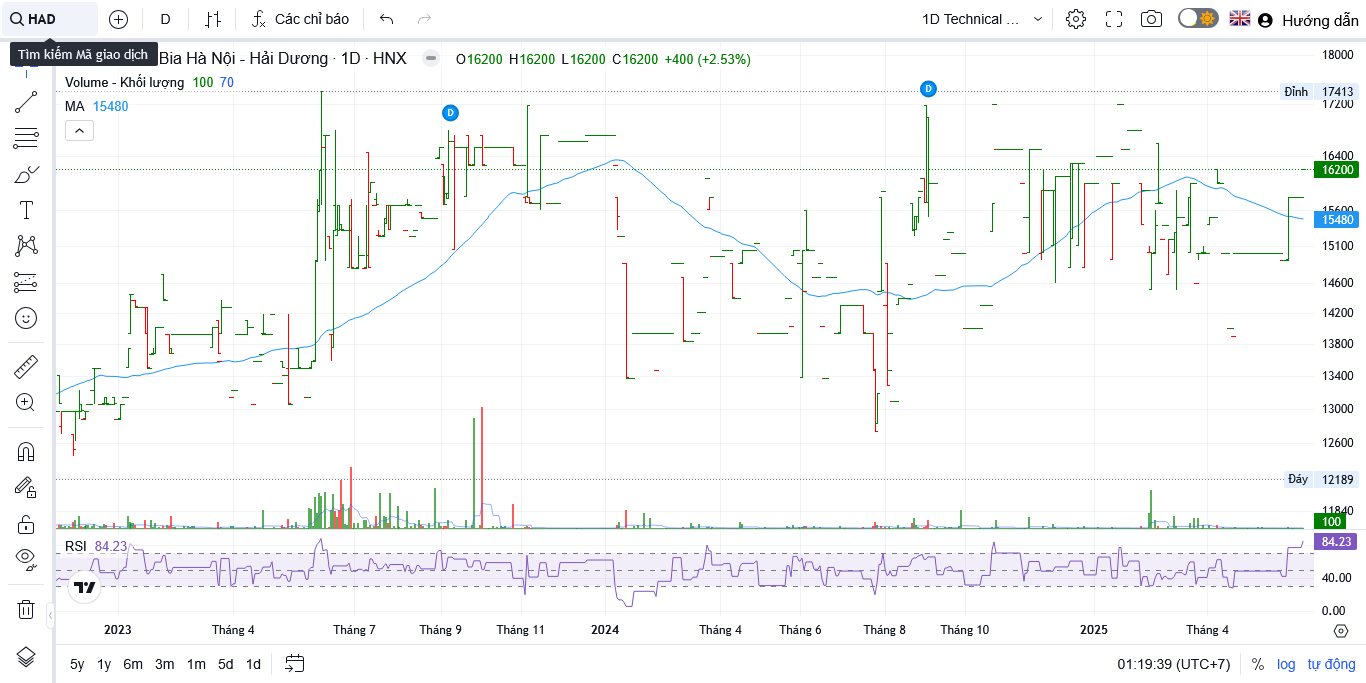 HAD D Các chỉ báo 1D Technical ... Hướng dẫn
Tìm kiếm Mã giao dịch
Bia Hà Nội - Hải Dương · 1D · HNX O16200 H16200 L16200 C16200 +400 (+2.53%)
Volume - Khối lượng 100 70
MA 15480
D
D
18000
Đỉnh 17413
17200
16400
16200
15600
15480
15100
14600
14200
13800
13400
13000
12600
Đáy 12189
11840
100
RSI 84.23
84.23
40.00
0.00
2023 Tháng 4 Tháng 7 Tháng 9 Tháng 11 2024 Tháng 4 Tháng 6 Tháng 8 Tháng 10 2025 Tháng 4
5y 1y 6m 3m 1m 5d 1d 01:19:39 (UTC+7) % log tự động